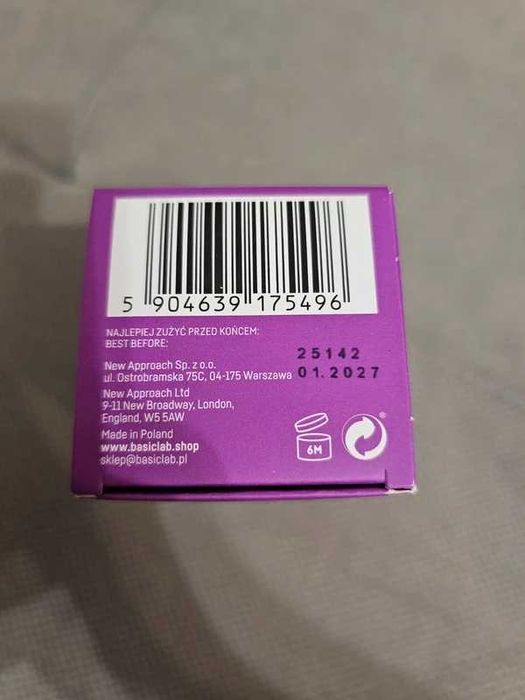 5 904639 175496
NAJLEPIEJ ZUŻYĆ PRZED KOŃCEM:
BEST BEFORE:
25142
01.2027
New Approach Sp. z o.o.
ul. Ostrobramska 75C, 04-175 Warszawa
New Approach Ltd
9-11 New Broadway, London,
England, W5 5AW
Made in Poland
www.basiclab.shop
sklep@basiclab.pl
6M
®